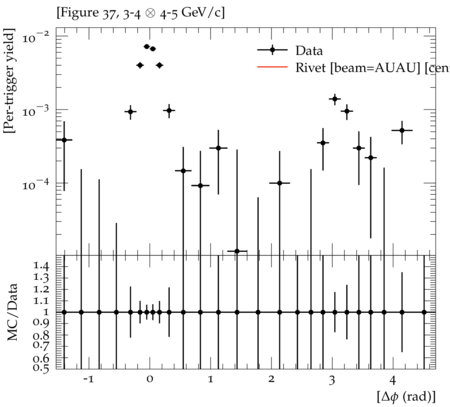 [Figure 37, 3-4 ⊗ 4-5 GeV/c]
[Per-trigger yield]
10⁻²
10⁻³
10⁻⁴
Data
Rivet [beam=AUAU] [cen
MC/Data
1.4
1.3
1.2
1.1
1
0.9
0.8
0.7
0.6
0.5
-1 0 1 2 3 4
[Δϕ (rad)]